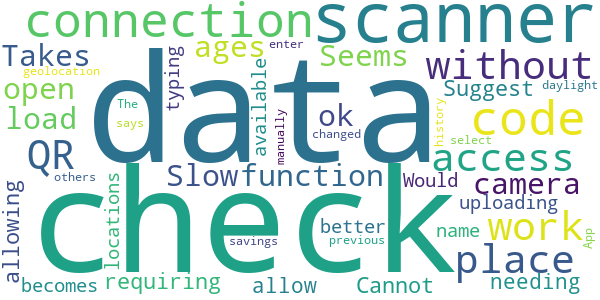 connection scanner
Takes ages enter Seems without
geolocation
open typing data Suggest daylight
load The available manually ok code
says changed history
QR Slow function select access
others check Would camera
allowing locations better name uploading work App
savings previous place
becomes requiring allow Cannot needing